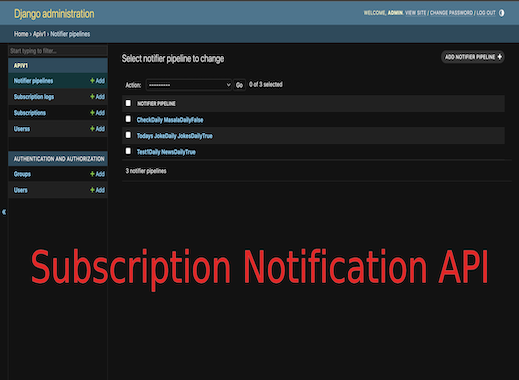 Django administration
WELCOME, ADMIN. VIEW SITE / CHANGE PASSWORD / LOG OUT
Home › Apiv1 › Notifier pipelines
Start typing to filter...
APIV1
Notifier pipelines + Add
Subscription logs + Add
Subscriptions + Add
Userss + Add
AUTHENTICATION AND AUTHORIZATION
Groups + Add
Users + Add
«
Select notifier pipeline to change
ADD NOTIFIER PIPELINE +
Action: --------- Go 0 of 3 selected
NOTIFIER PIPELINE
CheckDaily MasalaDailyFalse
Todays JokeDaily JokesDailyTrue
Test1Daily NewsDailyTrue
3 notifier pipelines
Subscription Notification API